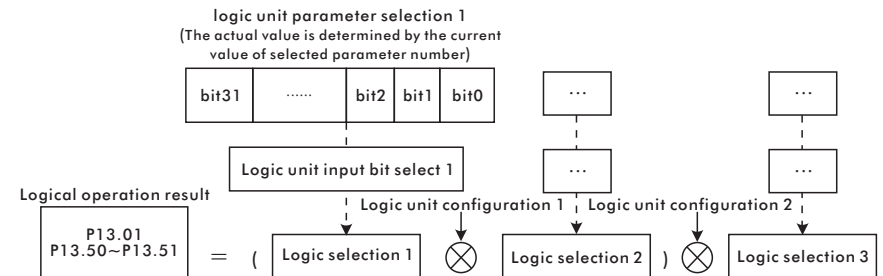 logic unit parameter selection 1
(The actual value is determined by the current
value of selected parameter number)
bit31 ...... bit2 bit1 bit0 ... ...
Logic unit input bit select 1 ... ...
Logical operation result
Logic unit configuration 1 Logic unit configuration 2
P13.01
P13.50~P13.51
= ( Logic selection 1 ⊗ Logic selection 2 ) ⊗ Logic selection 3